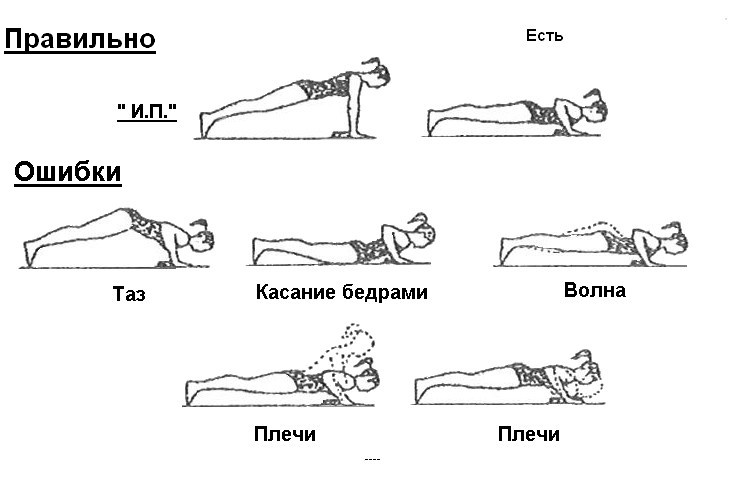 Правильно
Есть
" И.П."
Ошибки
Таз
Касание бедрами
Волна
Плечи
Плечи
----